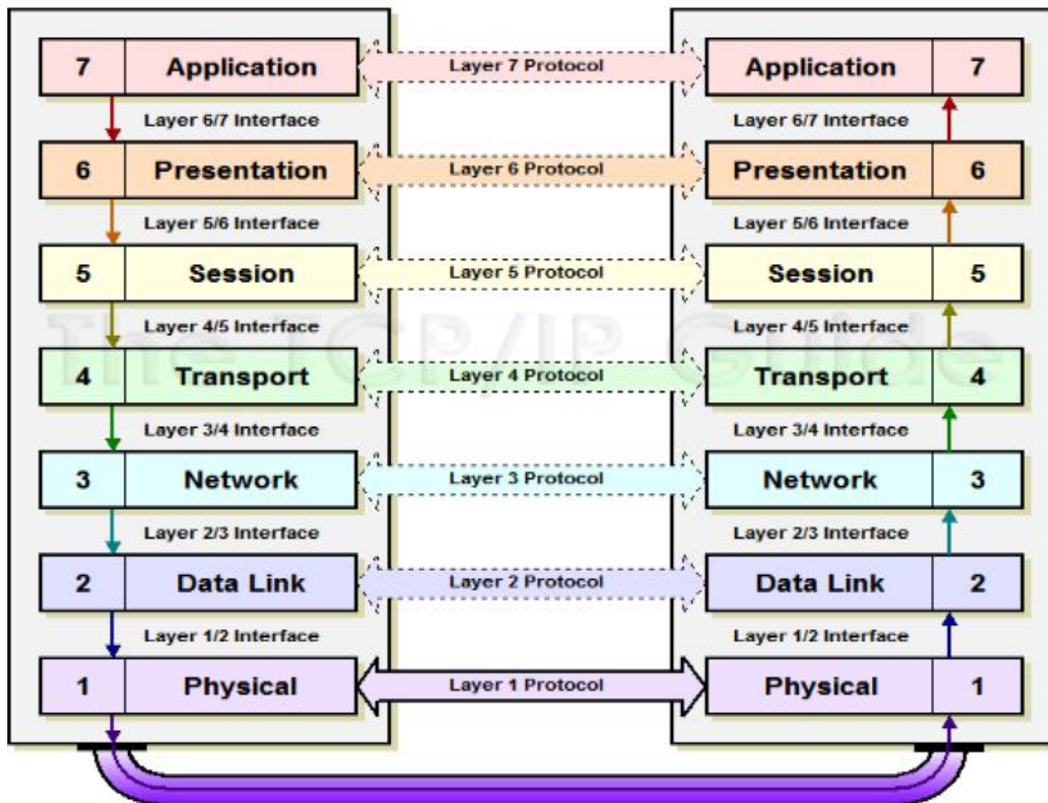 7 Application Layer 7 Protocol Application 7
Layer 6/7 Interface Layer 6/7 Interface
6 Presentation Layer 6 Protocol Presentation 6
Layer 5/6 Interface Layer 5/6 Interface
5 Session Layer 5 Protocol Session 5
The TCP/IP Guide
Layer 4/5 Interface Layer 4/5 Interface
4 Transport Layer 4 Protocol Transport 4
Layer 3/4 Interface Layer 3/4 Interface
3 Network Layer 3 Protocol Network 3
Layer 2/3 Interface Layer 2/3 Interface
2 Data Link Layer 2 Protocol Data Link 2
Layer 1/2 Interface Layer 1/2 Interface
1 Physical Layer 1 Protocol Physical 1